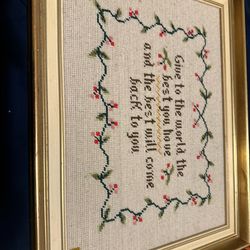 Give to the world the
best you have
and the best will come
back to you.